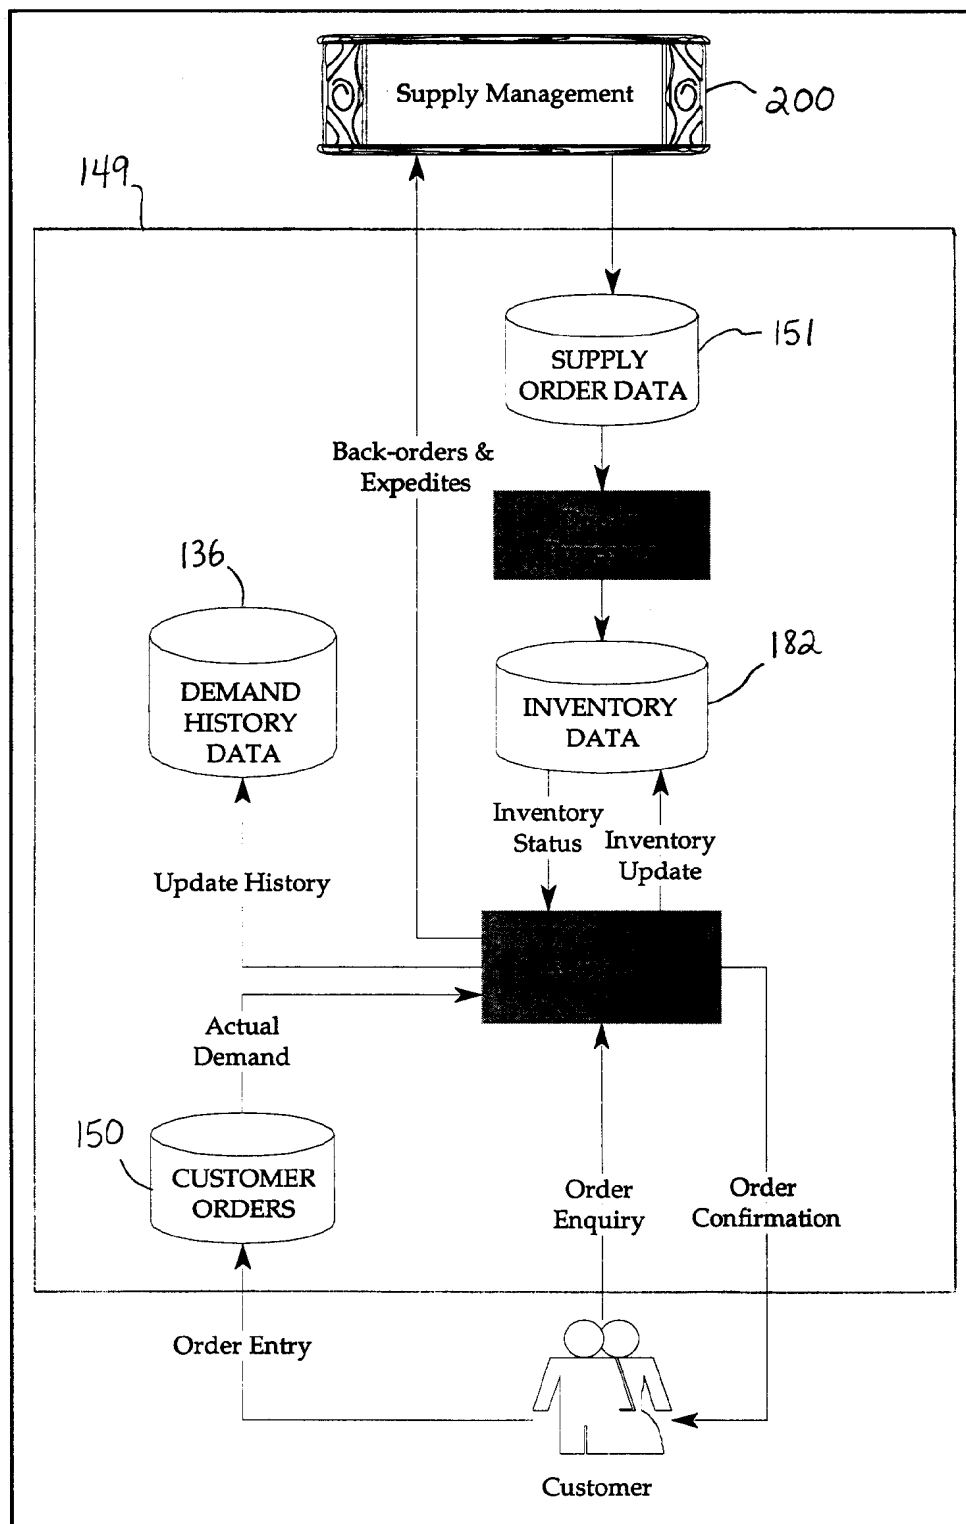 Supply Management
200
149
151
SUPPLY
ORDER DATA
Back-orders &
Expedites
136
182
DEMAND
HISTORY
DATA
INVENTORY
DATA
Inventory
Status
Inventory
Update
Update History
Actual
Demand
150
CUSTOMER
ORDERS
Order
Enquiry
Order
Confirmation
Order Entry
Customer